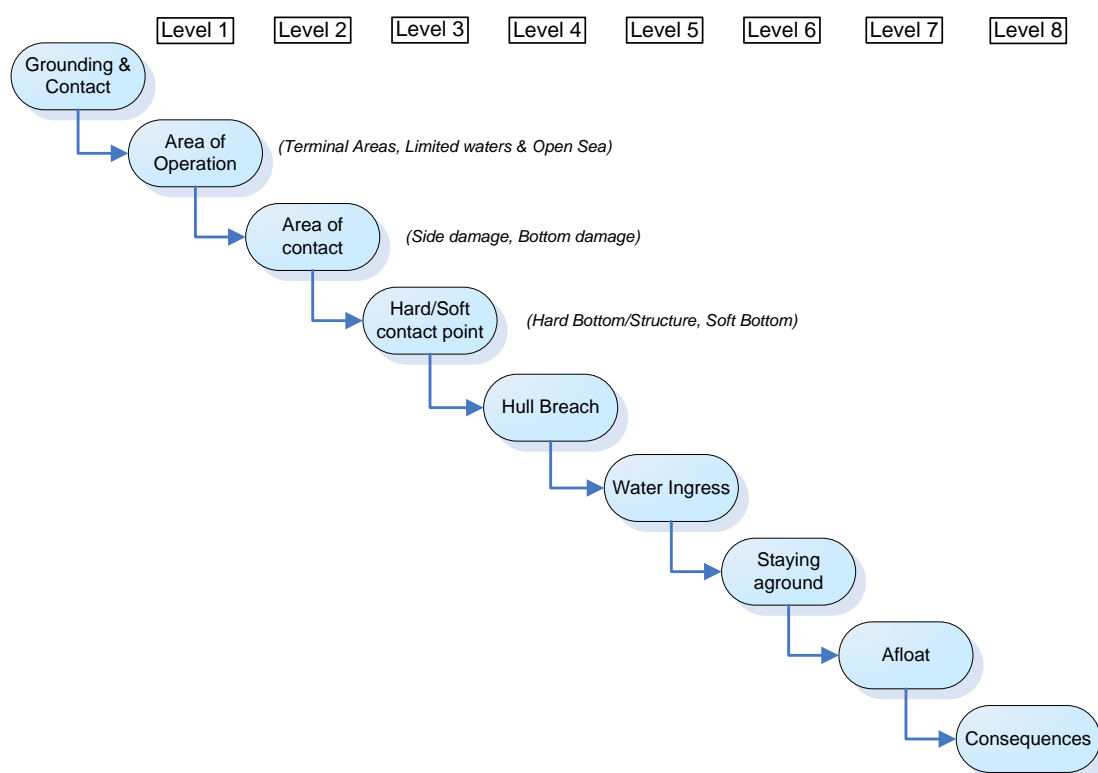 Level 1 Level 2 Level 3 Level 4 Level 5 Level 6 Level 7 Level 8
Grounding &
Contact
Area of
Operation
(Terminal Areas, Limited waters & Open Sea)
Area of
contact
(Side damage, Bottom damage)
Hard/Soft
contact point
(Hard Bottom/Structure, Soft Bottom)
Hull Breach
Water Ingress
Staying
aground
Afloat
Consequences